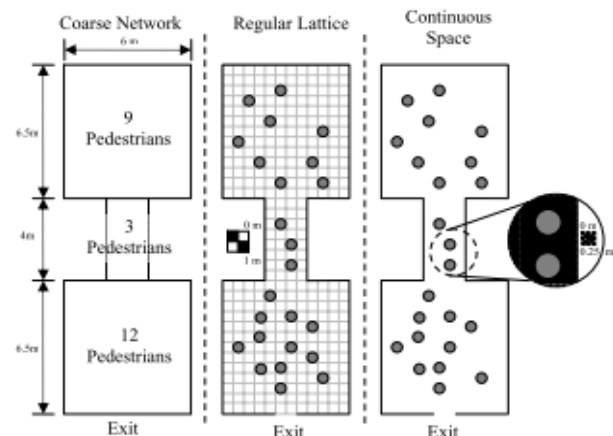 Coarse Network
Regular Lattice
Continuous
Space
6 m
6.5m
9
Pedestrians
4m
3
Pedestrians
0 m
1 m
0 m
0.25 m
6.5m
12
Pedestrians
Exit
Exit
Exit